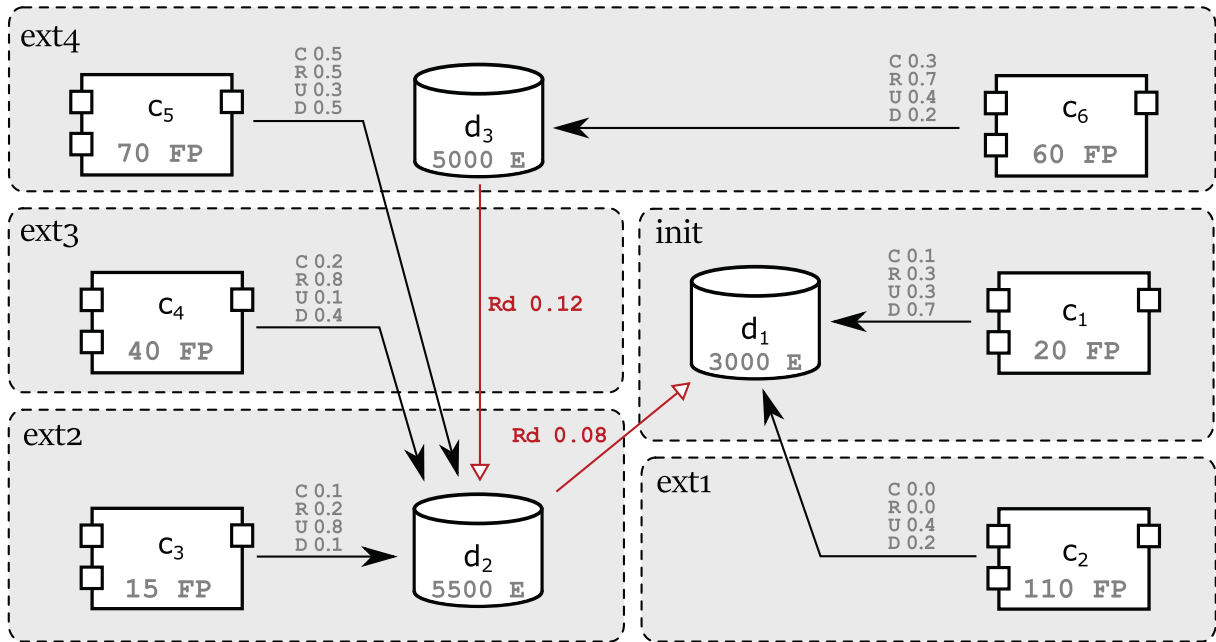 ext4
C 0.5
R 0.5
U 0.3
D 0.5
c5
70 FP
d3
5000 E
C 0.3
R 0.7
U 0.4
D 0.2
c6
60 FP
ext3
C 0.2
R 0.8
U 0.1
D 0.4
c4
40 FP
Rd 0.12
init
d1
3000 E
C 0.1
R 0.3
U 0.3
D 0.7
c1
20 FP
ext2
Rd 0.08
C 0.1
R 0.2
U 0.8
D 0.1
c3
15 FP
d2
5500 E
ext1
C 0.0
R 0.0
U 0.4
D 0.2
c2
110 FP